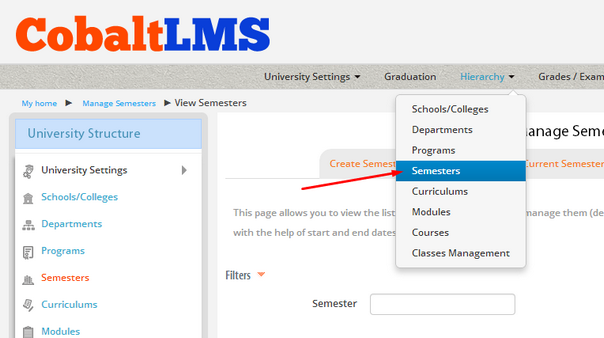 CobaltLMS
University Settings Graduation Hierarchy Grades / Exam
My home Manage Semesters View Semesters
University Structure
University Settings
Schools/Colleges
Departments
Programs
Semesters
Curriculums
Modules
Schools/Colleges
Departments
Programs
Semesters
Curriculums
Modules
Courses
Classes Management
anage Sem
Create Semes Current Semester
This page allows you to view the list manage them (de
with the help of start and end dates
Filters
Semester